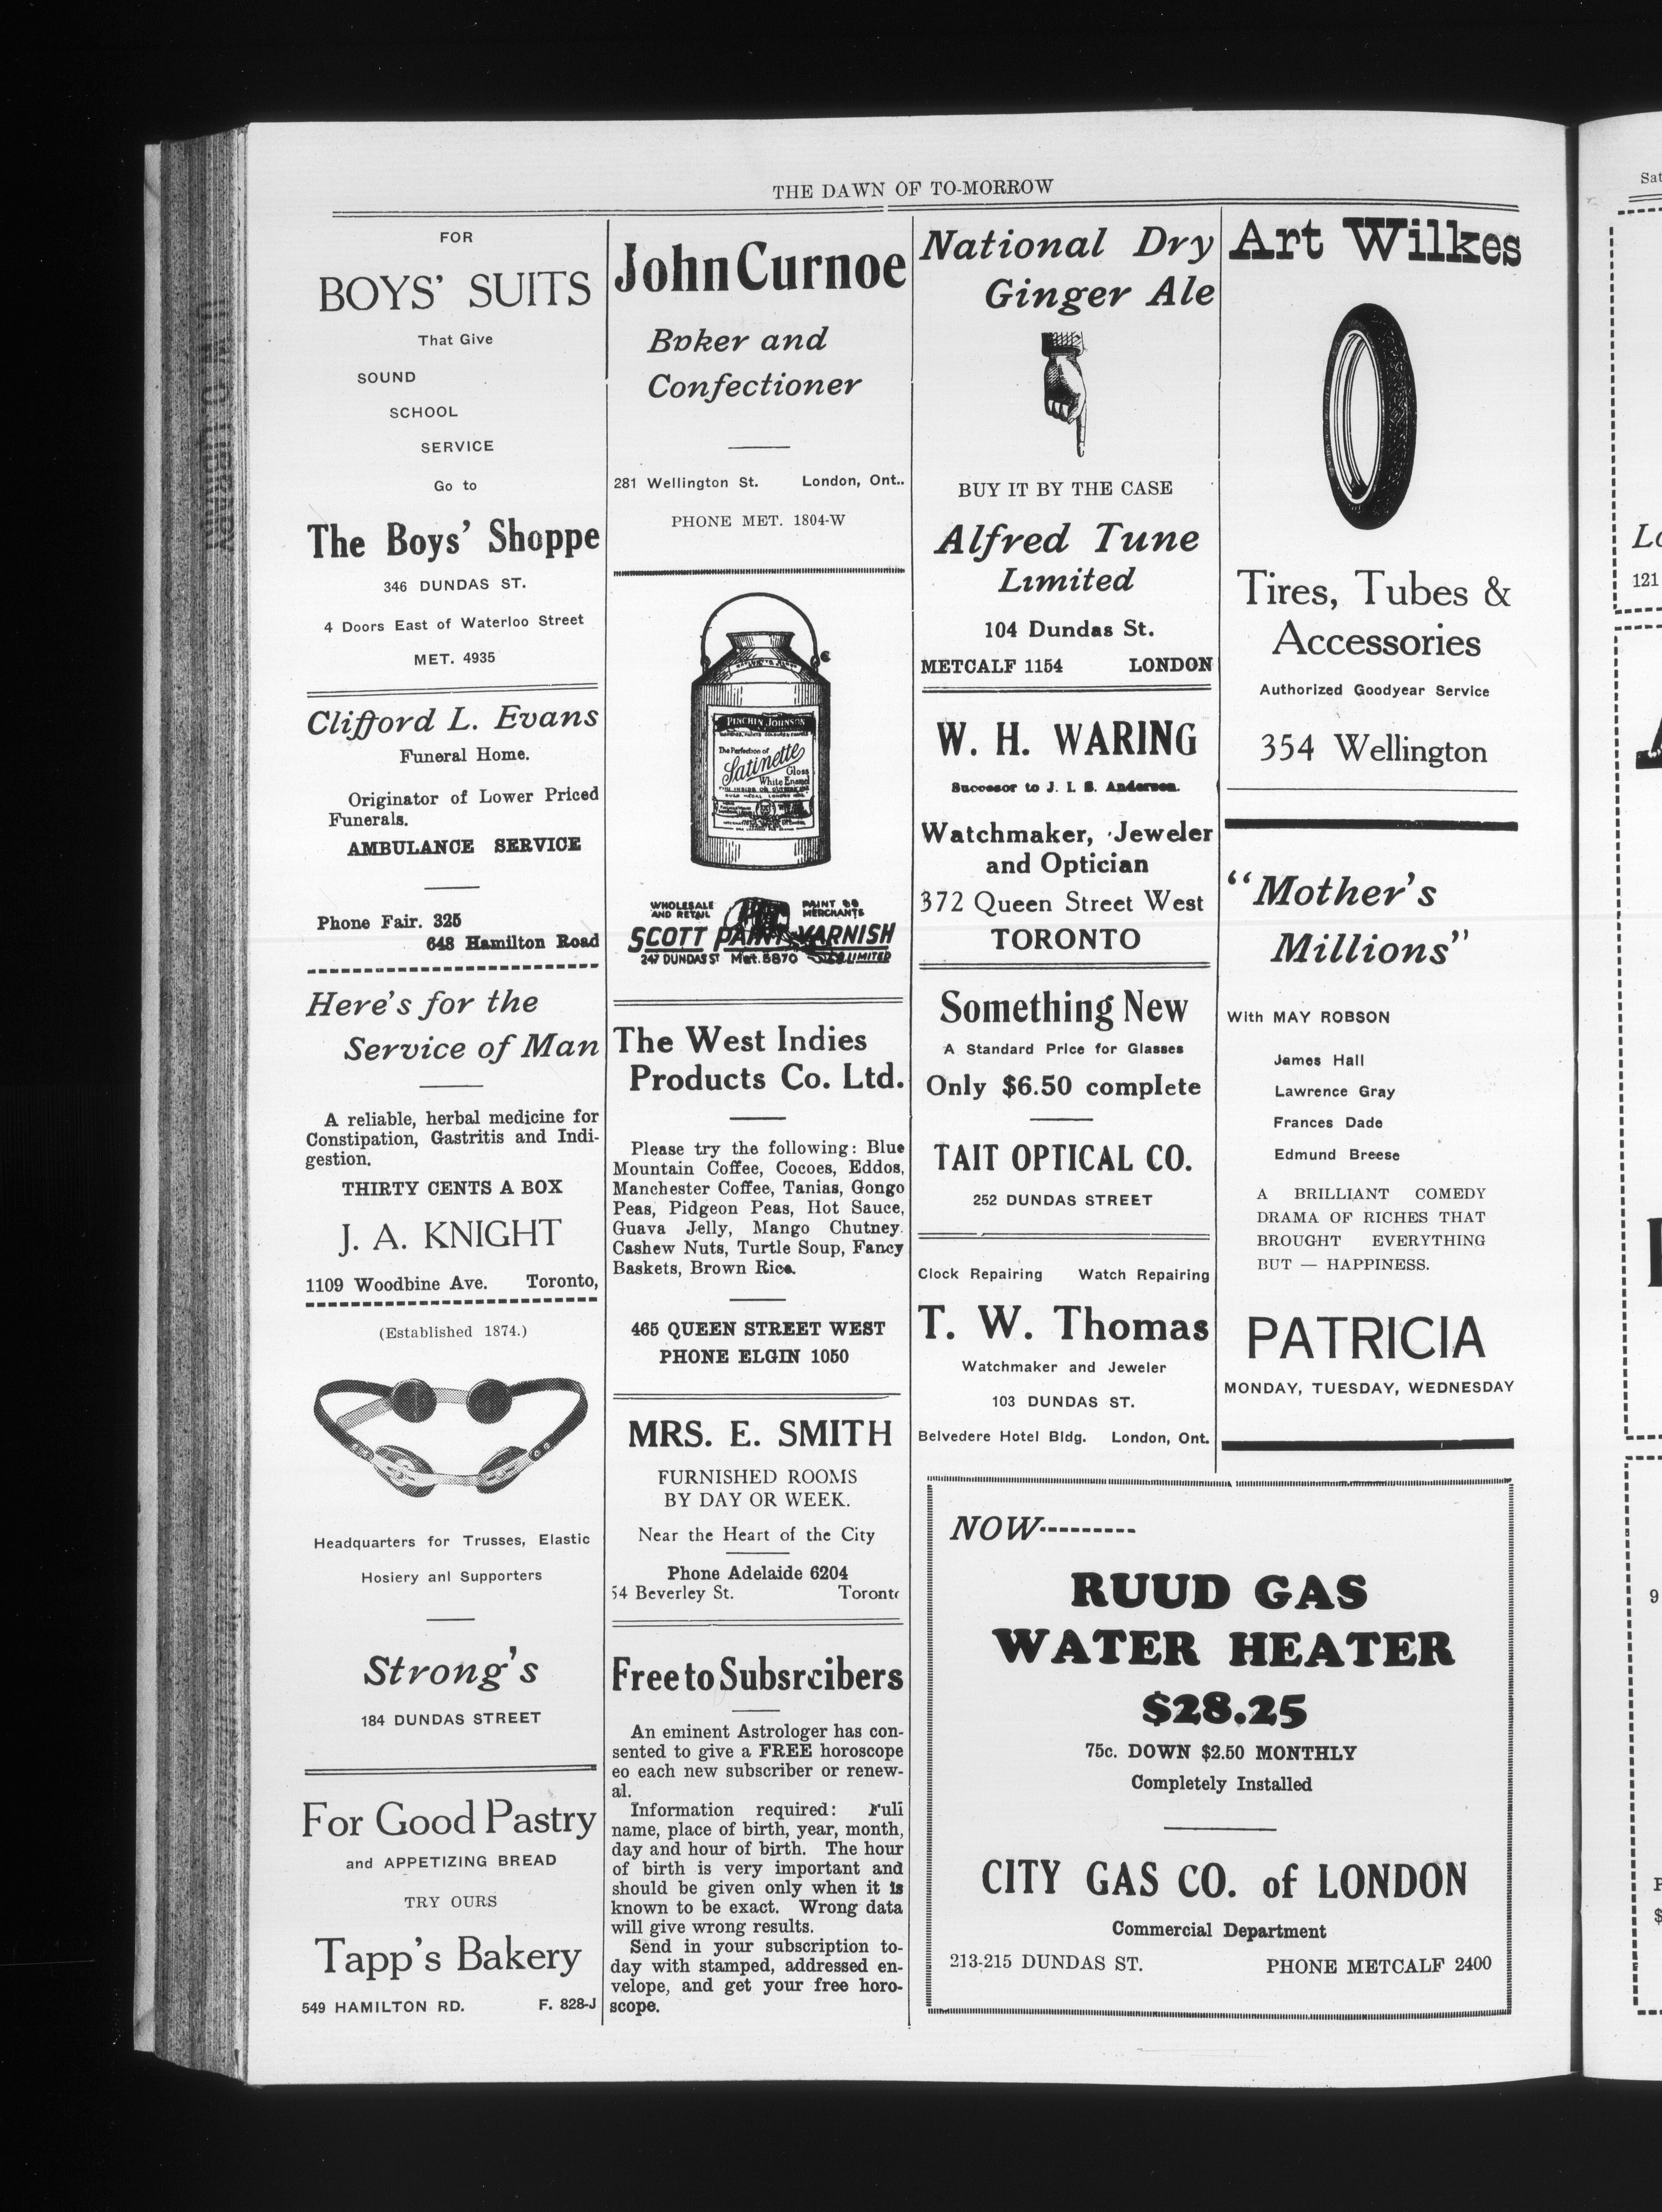 THE DAWN OF TO-MORROW
FOR
BOYS' SUITS
That Give
SOUND
SCHOOL
SERVICE
Go to
The Boys' Shoppe
346 DUNDAS ST.
4 Doors East of Waterloo Street
MET. 4935
Clifford L. Evans
Funeral Home.
Originator of Lower Priced
Funerals.
AMBULANCE SERVICE
Phone Fair. 325
648 Hamilton Road
Here's for the
Service of Man
A reliable, herbal medicine for
Constipation, Gastritis and Indi-
gestion.
THIRTY CENTS A BOX
J. A. KNIGHT
1109 Woodbine Ave. Toronto,
(Established 1874.)
Headquarters for Trusses, Elastic
Hosiery anl Supporters
Strong's
184 DUNDAS STREET
For Good Pastry
and APPETIZING BREAD
TRY OURS
Tapp's Bakery
549 HAMILTON RD. F. 828-J
John Curnoe
Baker and
Confectioner
281 Wellington St. London, Ont..
PHONE MET. 1804-W
PINCHIN JOHNSON
The Perfection of
Satinette
Gloss
White Enamel
WHOLESALE
AND RETAIL
PAINT
MERCHANTS
SCOTT PAINT VARNISH
247 DUNDAS ST Met. 5870 LIMITED
The West Indies
Products Co. Ltd.
Please try the following: Blue
Mountain Coffee, Cocoes, Eddos,
Manchester Coffee, Tanias, Gongo
Peas, Pidgeon Peas, Hot Sauce,
Guava Jelly, Mango Chutney.
Cashew Nuts, Turtle Soup, Fancy
Baskets, Brown Rice.
465 QUEEN STREET WEST
PHONE ELGIN 1050
MRS. E. SMITH
FURNISHED ROOMS
BY DAY OR WEEK.
Near the Heart of the City
Phone Adelaide 6204
54 Beverley St. Toronto
Free to Subsrcibers
An eminent Astrologer has con-
sented to give a FREE horoscope
eo each new subscriber or renew-
al.
Information required: Full
name, place of birth, year, month,
day and hour of birth. The hour
of birth is very important and
should be given only when it is
known to be exact. Wrong data
will give wrong results.
Send in your subscription to-
day with stamped, addressed en-
velope, and get your free horo-
scope.
National Dry
Ginger Ale
BUY IT BY THE CASE
Alfred Tune
Limited
104 Dundas St.
METCALF 1154 LONDON
W. H. WARING
Succesor to J. I. S. Anderson.
Watchmaker, Jeweler
and Optician
372 Queen Street West
TORONTO
Something New
A Standard Price for Glasses
Only $6.50 complete
TAIT OPTICAL CO.
252 DUNDAS STREET
Clock Repairing Watch Repairing
T. W. Thomas
Watchmaker and Jeweler
103 DUNDAS ST.
Belvedere Hotel Bldg. London, Ont.
Art Wilkes
Tires, Tubes &
Accessories
Authorized Goodyear Service
354 Wellington
"Mother's
Millions"
With MAY ROBSON
James Hall
Lawrence Gray
Frances Dade
Edmund Breese
A BRILLIANT COMEDY
DRAMA OF RICHES THAT
BROUGHT EVERYTHING
BUT — HAPPINESS.
PATRICIA
MONDAY, TUESDAY, WEDNESDAY
NOW---------
RUUD GAS
WATER HEATER
$28.25
75c. DOWN $2.50 MONTHLY
Completely Installed
CITY GAS CO. of LONDON
Commercial Department
213-215 DUNDAS ST. PHONE METCALF 2400
Sat
121